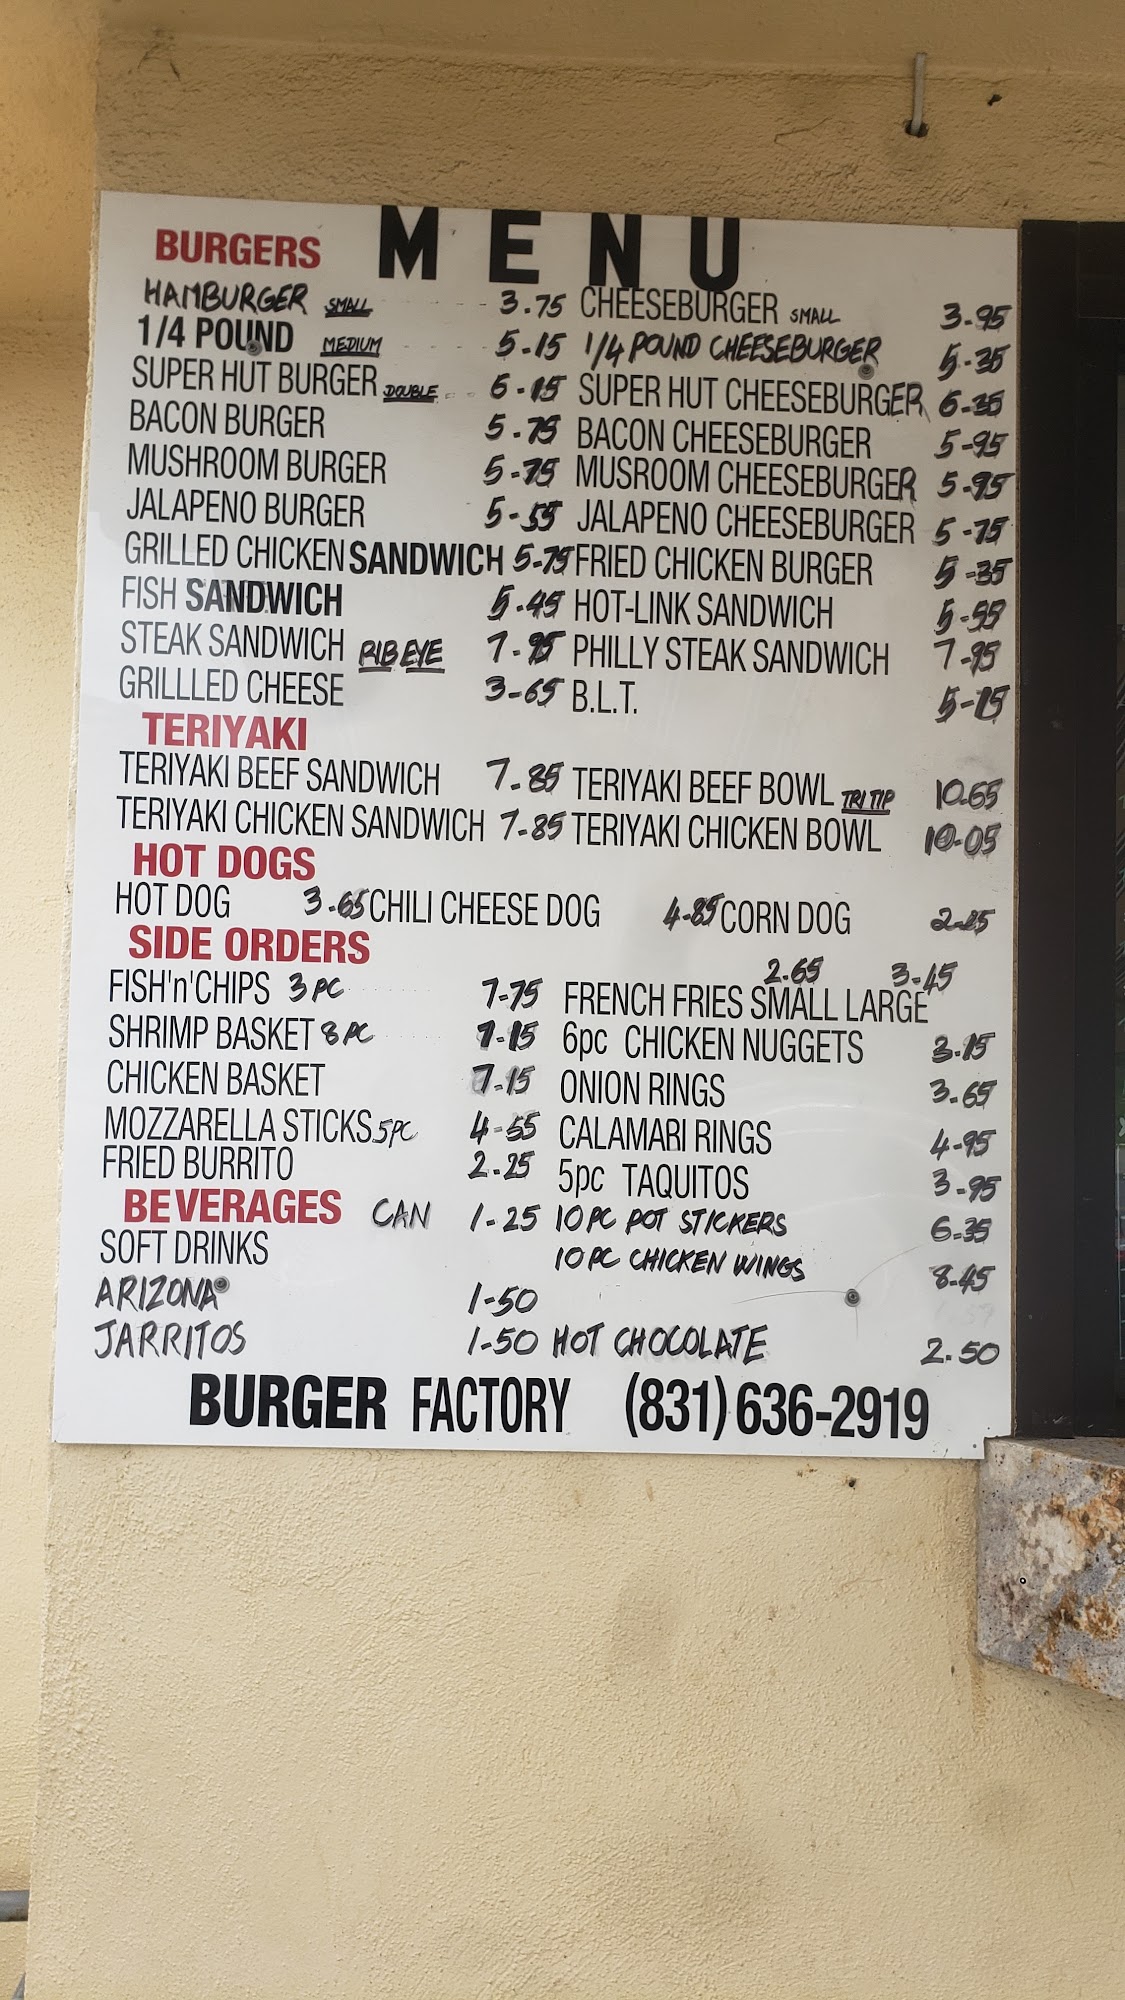 MENU
BURGERS
HAMBURGER SMALL 3.75 CHEESEBURGER SMALL 3.95
1/4 POUND MEDIUM 5.15 1/4 POUND CHEESEBURGER 5.35
SUPER HUT BURGER DOUBLE 6.15 SUPER HUT CHEESEBURGER 6.35
BACON BURGER 5.75 BACON CHEESEBURGER 5.95
MUSHROOM BURGER 5.75 MUSROOM CHEESEBURGER 5.95
JALAPENO BURGER 5.55 JALAPENO CHEESEBURGER 5.75
GRILLED CHICKEN SANDWICH 5.75 FRIED CHICKEN BURGER 5.35
FISH SANDWICH 5.45 HOT-LINK SANDWICH 5.55
STEAK SANDWICH RIB EYE 7.95 PHILLY STEAK SANDWICH 7.95
GRILLLED CHEESE 3.65 B.L.T. 5.15
TERIYAKI
TERIYAKI BEEF SANDWICH 7.85 TERIYAKI BEEF BOWL TRI TIP 10.65
TERIYAKI CHICKEN SANDWICH 7.85 TERIYAKI CHICKEN BOWL 10.05
HOT DOGS
HOT DOG 3.65 CHILI CHEESE DOG 4.85 CORN DOG 2.25
SIDE ORDERS
2.65 3.45
FISH'n'CHIPS 3PC 7.75 FRENCH FRIES SMALL LARGE
SHRIMP BASKET 8PC 7.15 6pc CHICKEN NUGGETS 3.15
CHICKEN BASKET 7.15 ONION RINGS 3.65
MOZZARELLA STICKS 5PC 4.55 CALAMARI RINGS 4.95
FRIED BURRITO 2.25 5pc TAQUITOS 3.95
BEVERAGES CAN 1.25 10PC POT STICKERS 6.35
SOFT DRINKS 10PC CHICKEN WINGS 8.45
ARIZONA 1.50
JARRITOS 1.50 HOT CHOCOLATE 2.50
BURGER FACTORY (831) 636-2919